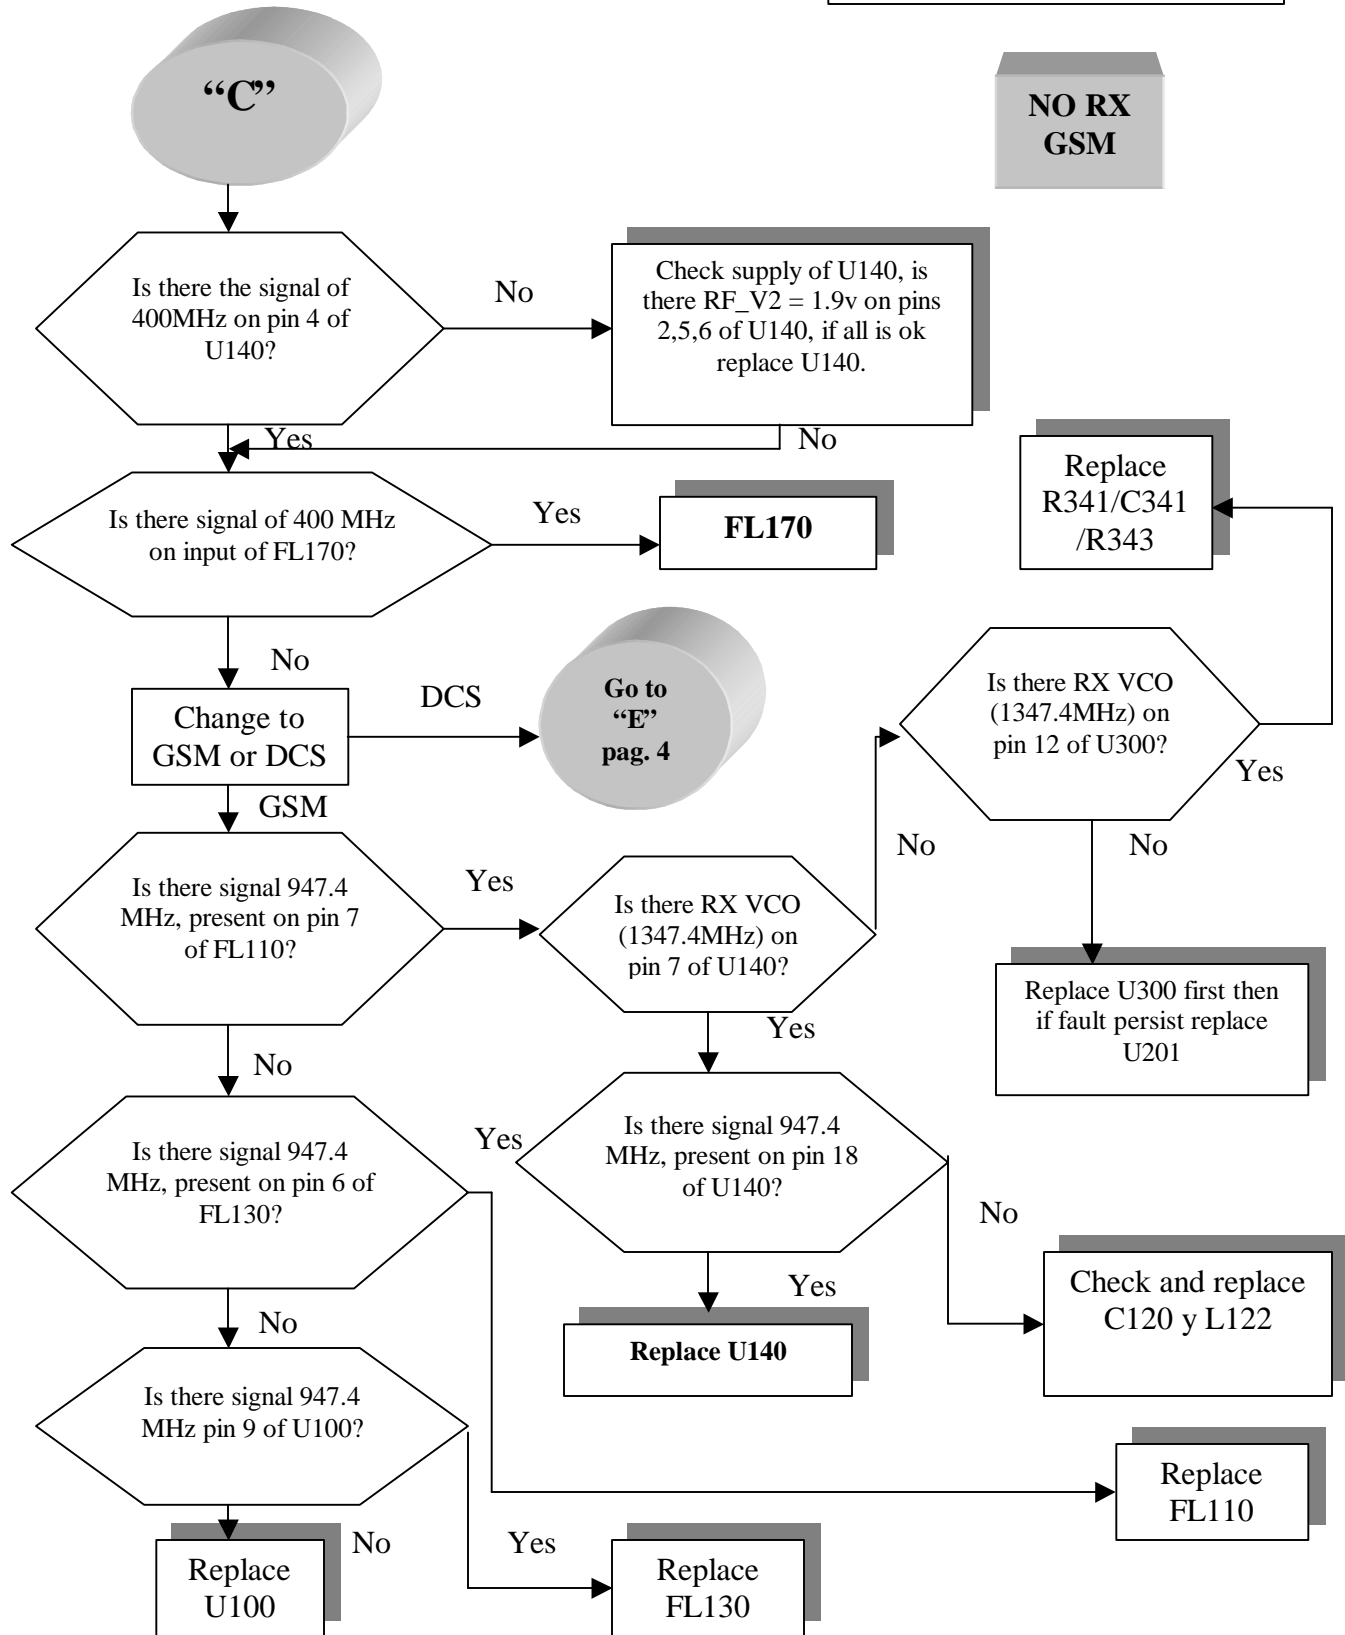 “C”
NO RX
GSM
Is there the signal of
400MHz on pin 4 of
U140?
No
Check supply of U140, is
there RF_V2 = 1.9v on pins
2,5,6 of U140, if all is ok
replace U140.
Yes
No
Replace
R341/C341
/R343
Is there signal of 400 MHz
on input of FL170?
Yes
FL170
No
Change to
GSM or DCS
DCS
Go to
“E”
pag. 4
Is there RX VCO
(1347.4MHz) on
pin 12 of U300?
Yes
GSM
No
No
Is there signal 947.4
MHz, present on pin 7
of FL110?
Yes
Is there RX VCO
(1347.4MHz) on
pin 7 of U140?
Replace U300 first then
if fault persist replace
U201
Yes
No
Is there signal 947.4
MHz, present on pin 6 of
FL130?
Yes
Is there signal 947.4
MHz, present on pin 18
of U140?
No
Check and replace
C120 y L122
Yes
No
Replace U140
Is there signal 947.4
MHz pin 9 of U100?
Replace
FL110
No
Yes
Replace
U100
Replace
FL130